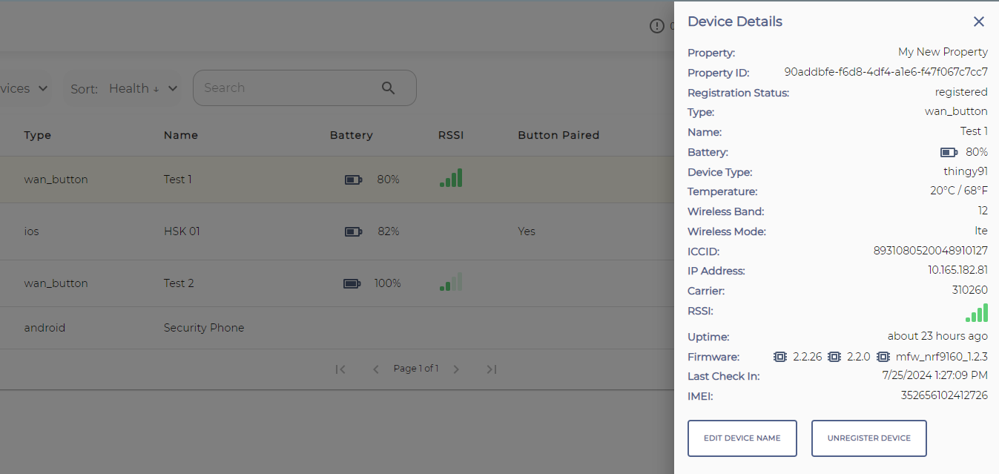 Device Details
Property: My New Property
Property ID: 90addbfe-f6d8-4df4-a1e6-f47f067c7cc7
Registration Status: registered
Type: wan_button
Name: Test 1
Battery: 80%
Device Type: thingy91
Temperature: 20°C / 68°F
Wireless Band: 12
Wireless Mode: lte
ICCID: 8931080520048910127
IP Address: 10.165.182.81
Carrier: 310260
RSSI:
Uptime: about 23 hours ago
Firmware: 2.2.26 2.2.0 mfw_nrf9160_1.2.3
Last Check In: 7/25/2024 1:27:09 PM
IMEI: 352656102412726
EDIT DEVICE NAME UNREGISTER DEVICE
vices Sort: Health ↓ Search
Type Name Battery RSSI Button Paired
wan_button Test 1 80%
ios HSK 01 82% Yes
wan_button Test 2 100%
android Security Phone
Page 1 of 1